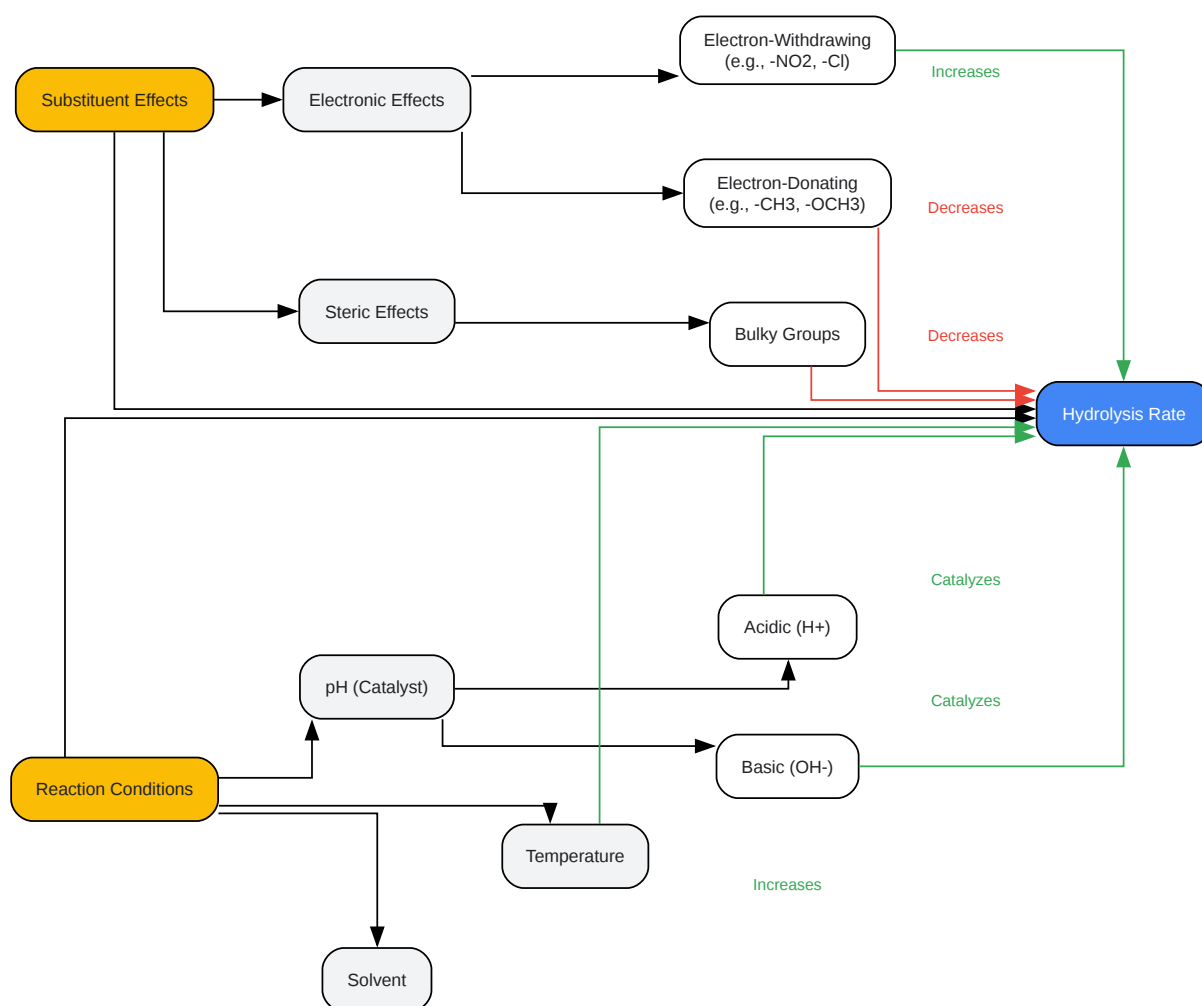 Electron-Withdrawing
(e.g., -NO2, -Cl)
Increases
Substituent Effects
Electronic Effects
Electron-Donating
(e.g., -CH3, -OCH3)
Decreases
Steric Effects
Bulky Groups
Decreases
Hydrolysis Rate
Catalyzes
Acidic (H+)
pH (Catalyst)
Catalyzes
Basic (OH-)
Reaction Conditions
Temperature
Increases
Solvent